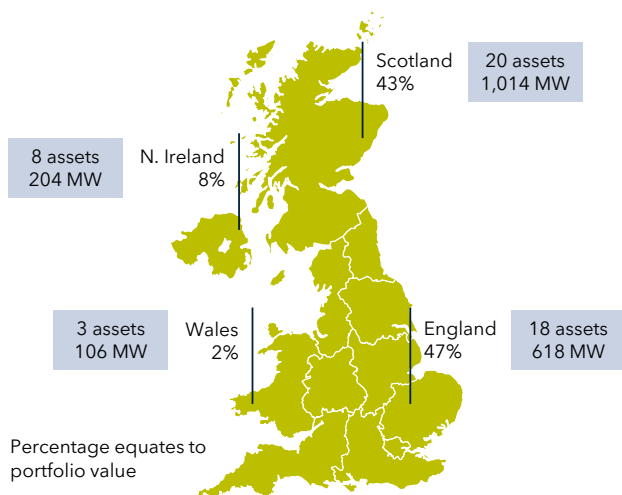 Scotland
43%
20 assets
1,014 MW
8 assets
204 MW
N. Ireland
8%
3 assets
106 MW
Wales
2%
England
47%
18 assets
618 MW
Percentage equates to
portfolio value